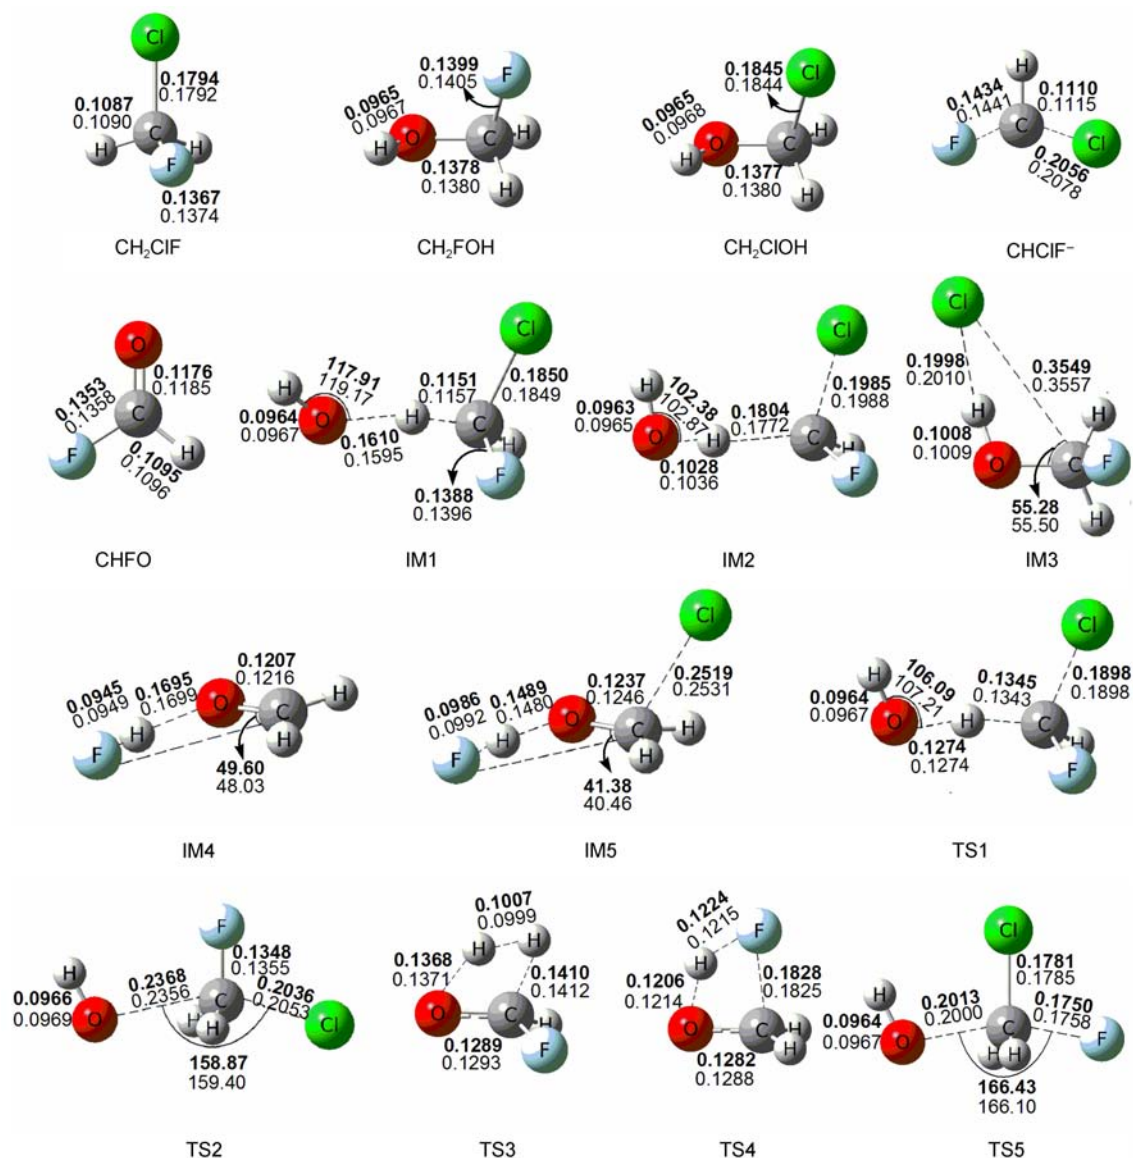 Cl
0.1794
0.1792
0.1087
0.1090
C
H
H
F
0.1367
0.1374
CH₂ClF
0.1399
0.1405
F
0.0965
0.0967
O
C
H
H
0.1378
0.1380
H
CH₂FOH
0.1845
0.1844
Cl
0.0965
0.0968
O
C
H
H
0.1377
0.1380
H
CH₂ClOH
H
0.1434
0.1441
0.1110
0.1115
C
F
Cl
0.2056
0.2078
CHClF⁻
O
0.1176
0.1185
0.1353
0.1358
C
F
H
0.1095
0.1096
CHFO
Cl
117.91
119.17
0.1151
0.1157
0.1850
0.1849
H
0.0964
0.0967
O
H
C
0.1610
0.1595
H
F
0.1388
0.1396
IM1
Cl
102.38
102.87
0.1985
0.1988
H
0.0963
0.0965
0.1804
0.1772
O
H
C
H
0.1028
0.1036
F
IM2
Cl
0.1998
0.2010
0.3549
0.3557
H
H
0.1008
0.1009
O
C
F
55.28
55.50
H
IM3
0.1207
0.1216
0.1695
0.1699
0.0945
0.0949
O
C
H
H
F
H
49.60
48.03
IM4
Cl
0.2519
0.2531
0.1237
0.1246
0.1489
0.1480
0.0986
0.0992
O
C
H
H
F
H
41.38
40.46
IM5
Cl
106.09
107.21
0.1345
0.1343
0.1898
0.1898
H
0.0964
0.0967
O
H
C
0.1274
0.1274
H
F
TS1
F
0.1348
0.1355
H
0.2368
0.2356
C
0.2036
0.2053
0.0966
0.0969
O
H
H
Cl
158.87
159.40
TS2
0.1007
0.0999
H
H
0.1368
0.1371
0.1410
0.1412
O
C
H
0.1289
0.1293
F
TS3
0.1224
0.1215
F
H
0.1206
0.1214
0.1828
0.1825
O
C
H
0.1282
0.1288
H
TS4
Cl
0.1781
0.1785
H
0.2013
0.2000
0.1750
0.1758
0.0964
0.0967
O
C
F
H
H
166.43
166.10
TS5